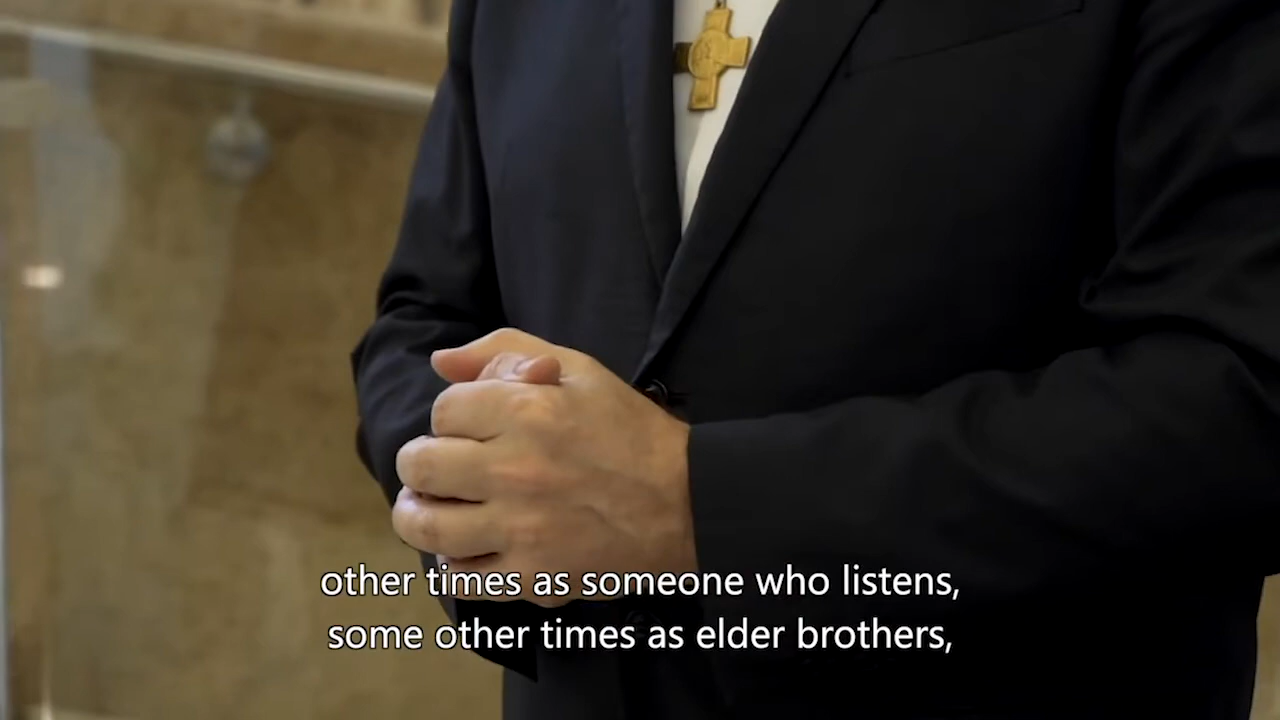 other times as someone who listens,
some other times as elder brothers,